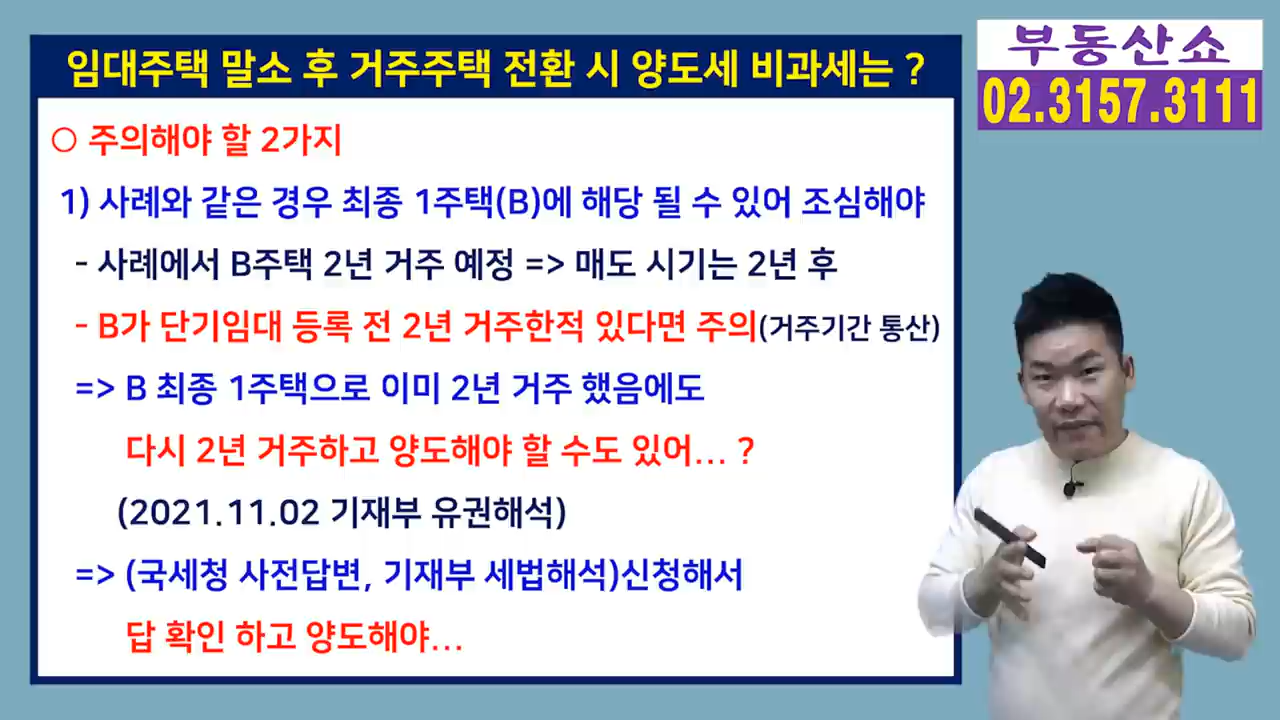 임대주택 말소 후 거주주택 전환 시 양도세 비과세는 ?
부동산쇼
02.3157.3111
○ 주의해야 할 2가지
1) 사례와 같은 경우 최종 1주택(B)에 해당 될 수 있어 조심해야
- 사례에서 B주택 2년 거주 예정 => 매도 시기는 2년 후
- B가 단기임대 등록 전 2년 거주한적 있다면 주의(거주기간 통산)
=> B 최종 1주택으로 이미 2년 거주 했음에도
다시 2년 거주하고 양도해야 할 수도 있어... ?
(2021.11.02 기재부 유권해석)
=> (국세청 사전답변, 기재부 세법해석)신청해서
답 확인 하고 양도해야...